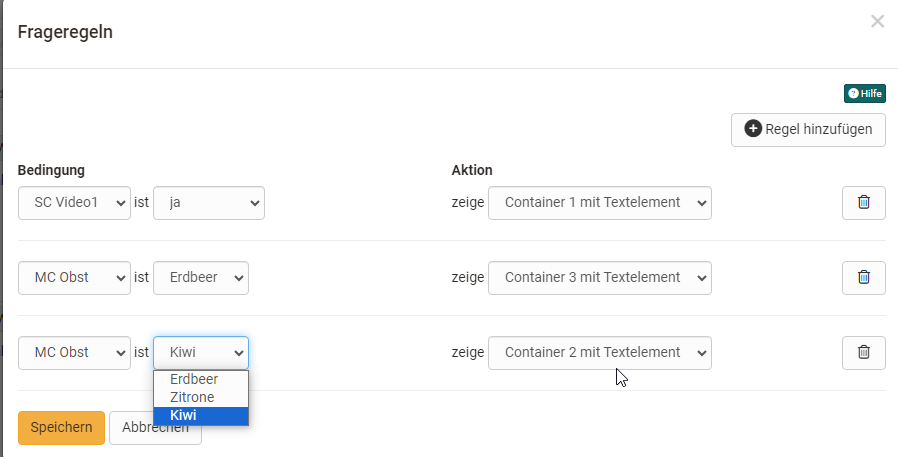 Frageregeln
×
Hilfe
Regel hinzufügen
Bedingung Aktion
SC Video1 ist ja zeige Container 1 mit Textelement
MC Obst ist Erdbeer zeige Container 3 mit Textelement
MC Obst ist Kiwi zeige Container 2 mit Textelement
Erdbeer
Zitrone
Kiwi
Speichern Abbrechen